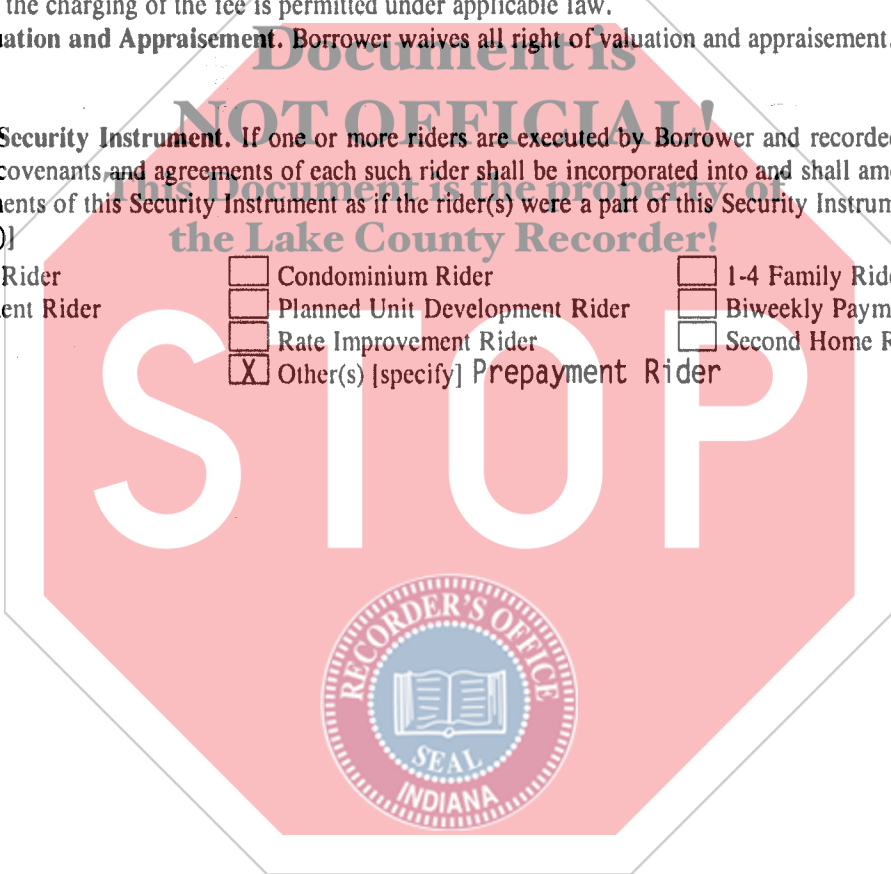 the charging of the fee is permitted under applicable law.
uation and Appraisement. Borrower waives all right of valuation and appraisement.
Document is
NOT OFFICIAL!
Security Instrument. If one or more riders are executed by Borrower and recorde
covenants and agreements of each such rider shall be incorporated into and shall am
This Document is the property of
ents of this Security Instrument as if the rider(s) were a part of this Security Instrum
)]
the Lake County Recorder!
Rider Condominium Rider 1-4 Family Ride
ent Rider Planned Unit Development Rider Biweekly Paym
Rate Improvement Rider Second Home R
X Other(s) [specify] Prepayment Rider
STOP
RECORDER'S OFFICE
SEAL
INDIANA